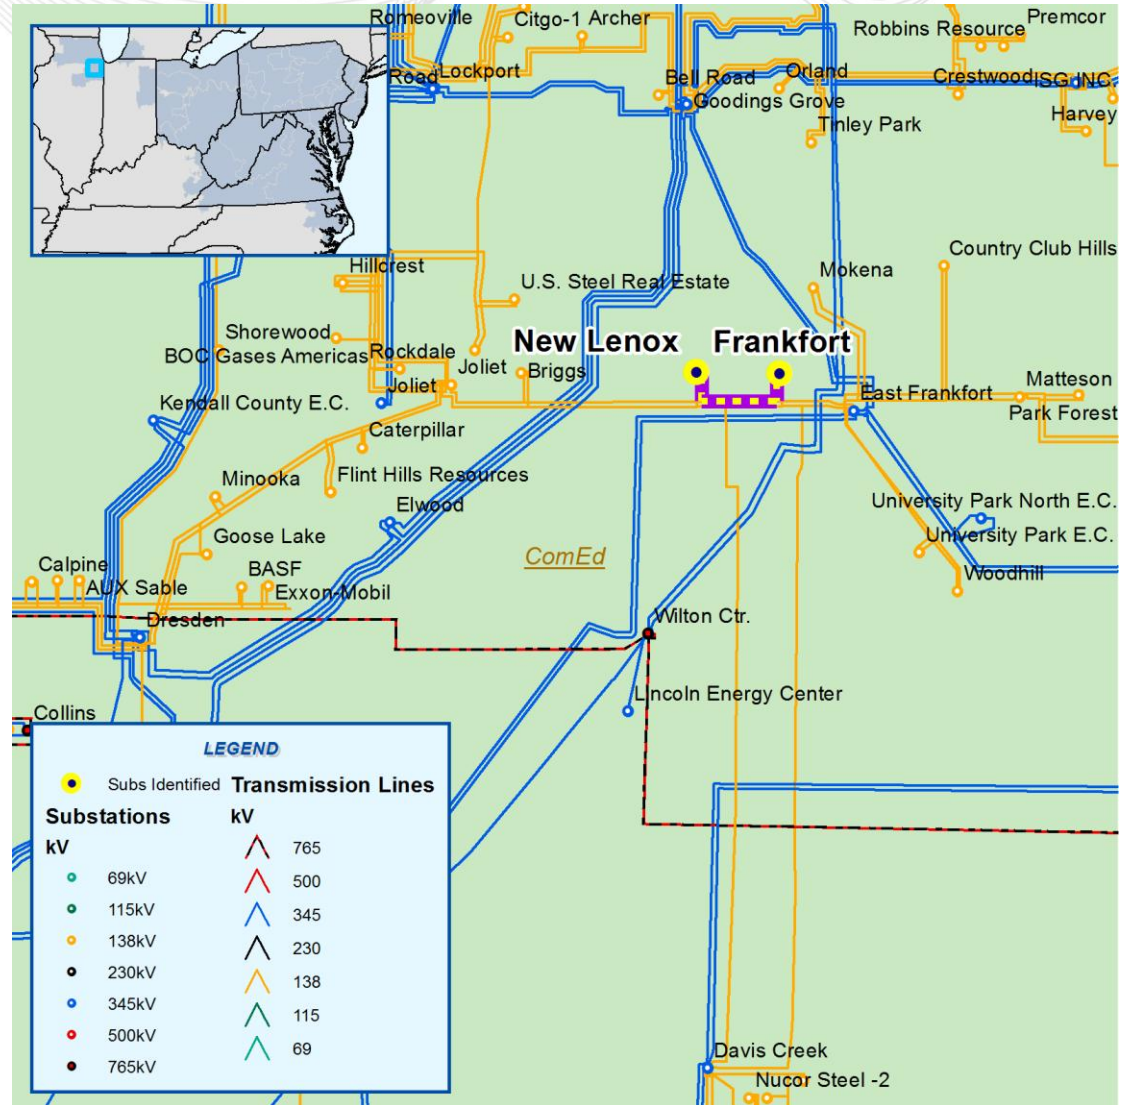 Romeoville
Citgo-1 Archer
Robbins Resource
Premcor
Road
Lockport
Bell Road
Orland
Crestwood
ISG INC.
Goodings Grove
Harvey
Tinley Park
Country Club Hills
Hillcrest
Mokena
U.S. Steel Real Estate
Shorewood
New Lenox
Frankfort
BOC Gases Americas
Rockdale
Joliet
Briggs
Joliet
Matteson
East Frankfort
Kendall County E.C.
Park Forest
Caterpillar
Minooka
Flint Hills Resources
Elwood
University Park North E.C.
Goose Lake
University Park E.C.
ComEd
Calpine
BASF
Woodhill
AUX Sable
Exxon-Mobil
Dresden
Wilton Ctr.
Lincoln Energy Center
Collins
LEGEND
Subs Identified
Transmission Lines
Substations
kV
kV
765
69kV
500
115kV
345
138kV
230
230kV
138
345kV
115
500kV
69
765kV
Davis Creek
Nucor Steel -2